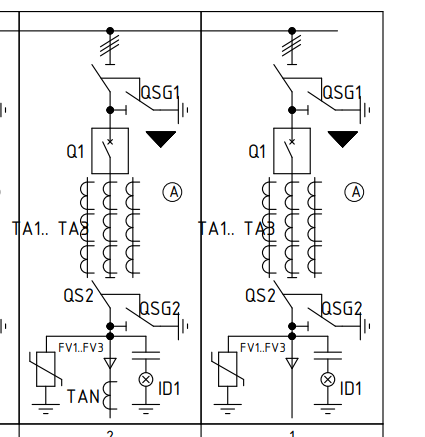 QSG1 QSG1
Q1 Q1
A A
TA1.. TA3 TA1.. TA3
QS2 QS2
QSG2 QSG2
FV1..FV3 FV1..FV3
TAN ID1 ID1
2 1